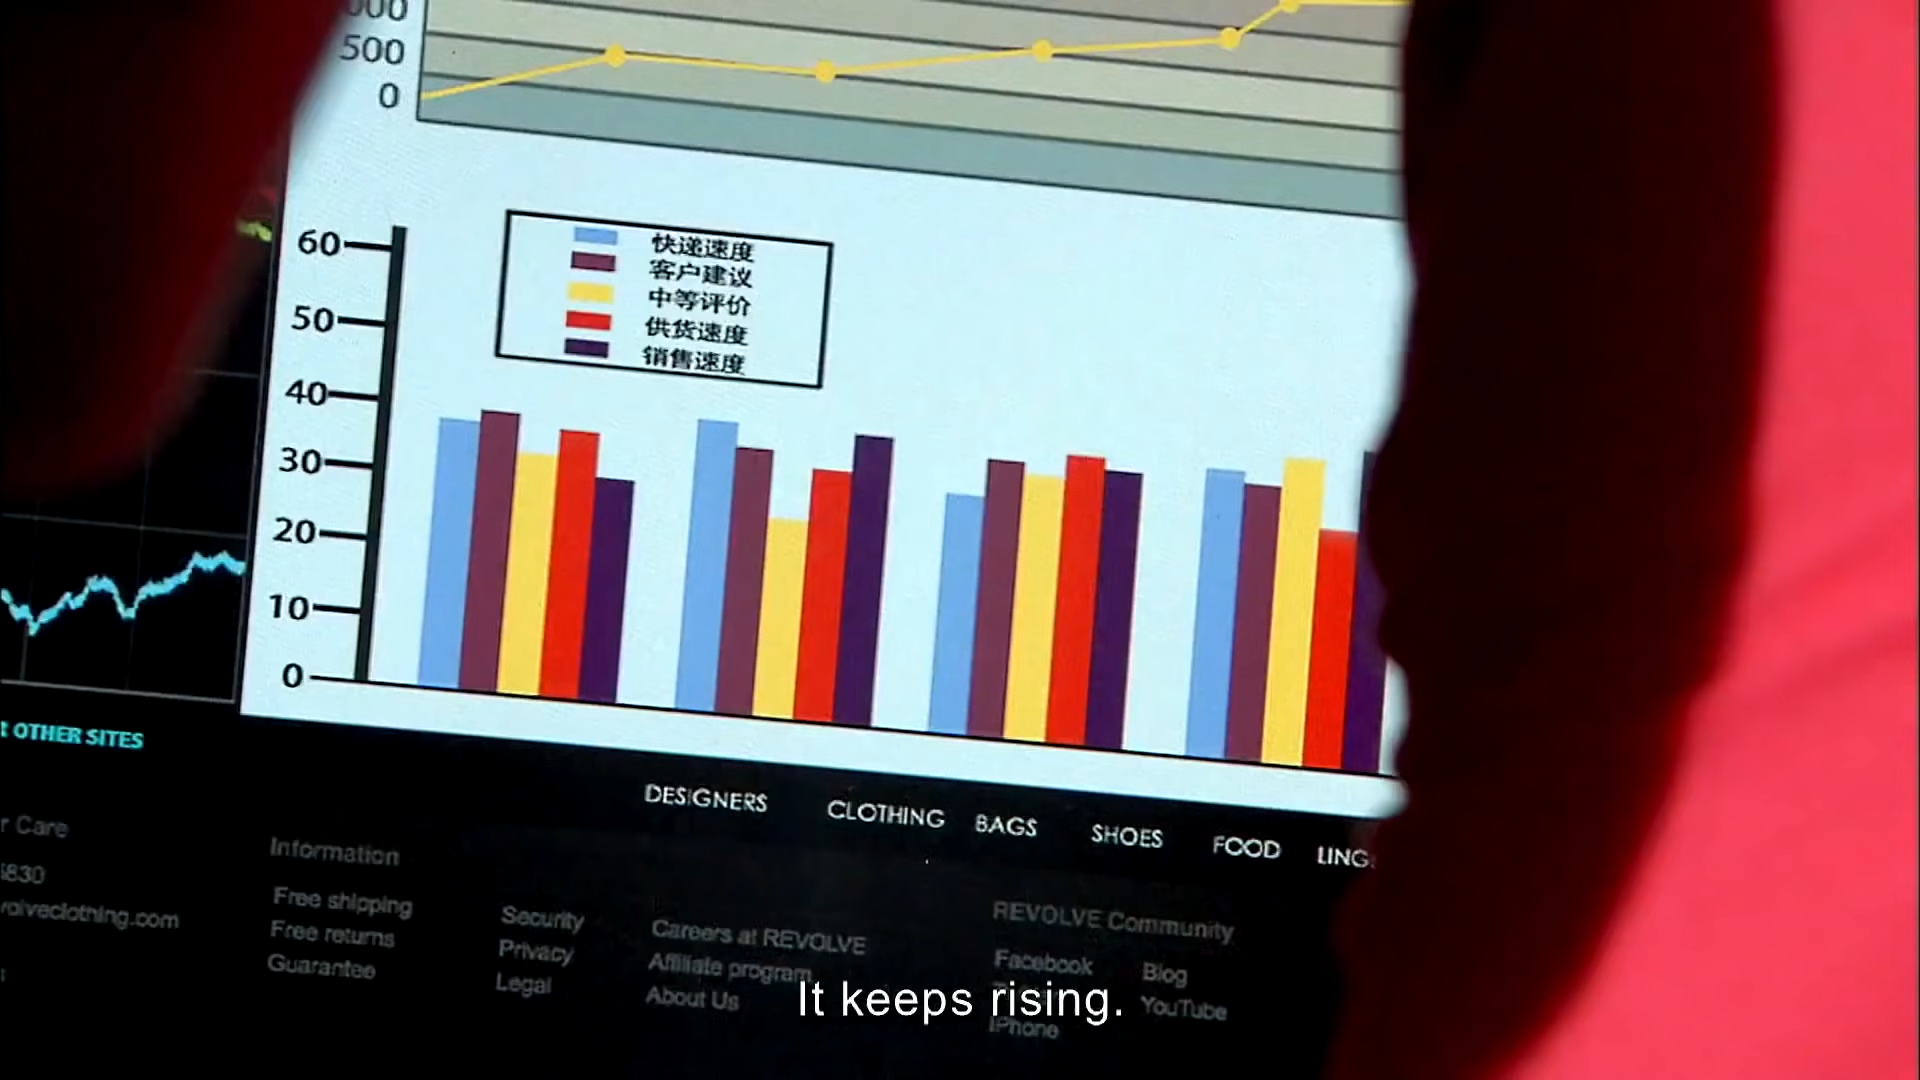 500
0
60
50
40
30
20
10
0
快递速度
客户建议
中等评价
供货速度
销售速度
OTHER SITES
DESIGNERS CLOTHING BAGS SHOES FOOD
Care
Information
Free shipping
Free returns
Guarantee
Security
Privacy
Legal
Careers at REVOLVE
Affiliate program
About Us
REVOLVE Community
Facebook
iPhone
Blog
YouTube
It keeps rising.